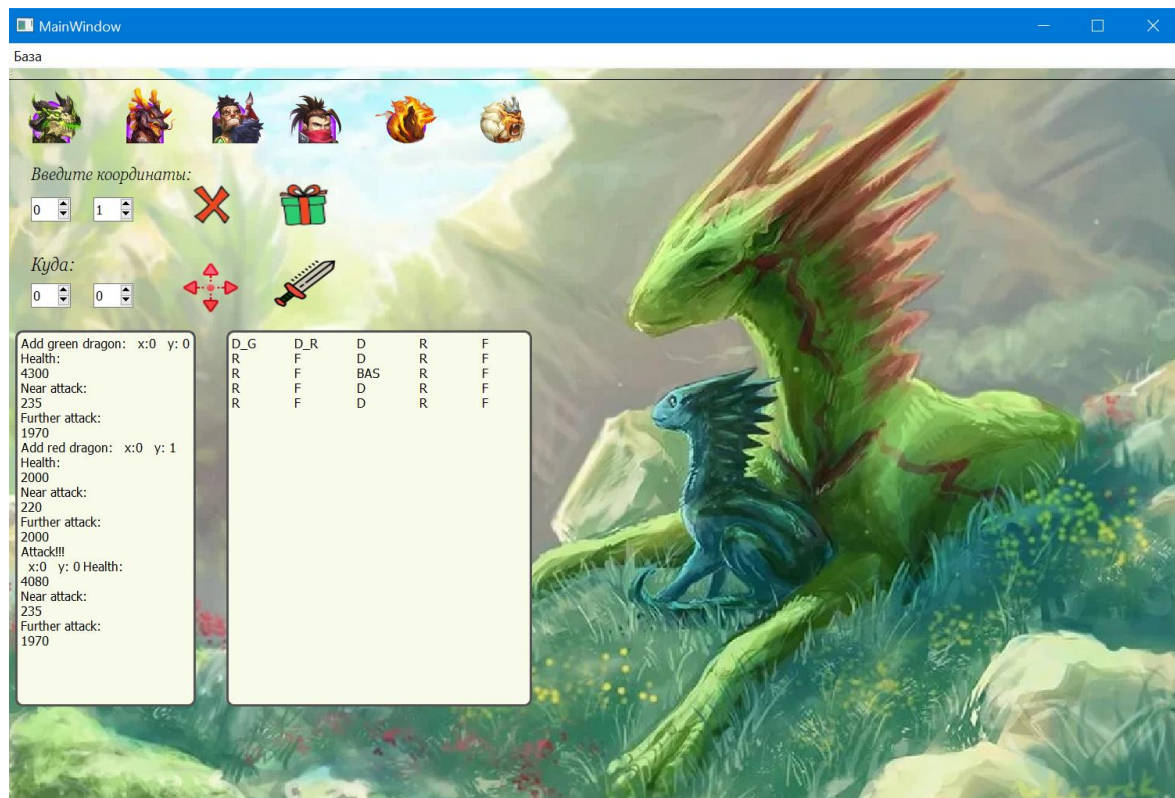 MainWindow
База
Введите координаты:
0 1
Куда:
0 0
Add green dragon: x:0 y: 0
Health:
4300
Near attack:
235
Further attack:
1970
Add red dragon: x:0 y: 1
Health:
2000
Near attack:
220
Further attack:
2000
Attack!!!
x:0 y: 0 Health:
4080
Near attack:
235
Further attack:
1970
D_G D_R D R F
R F D R F
R F BAS R F
R F D R F
R F D R F